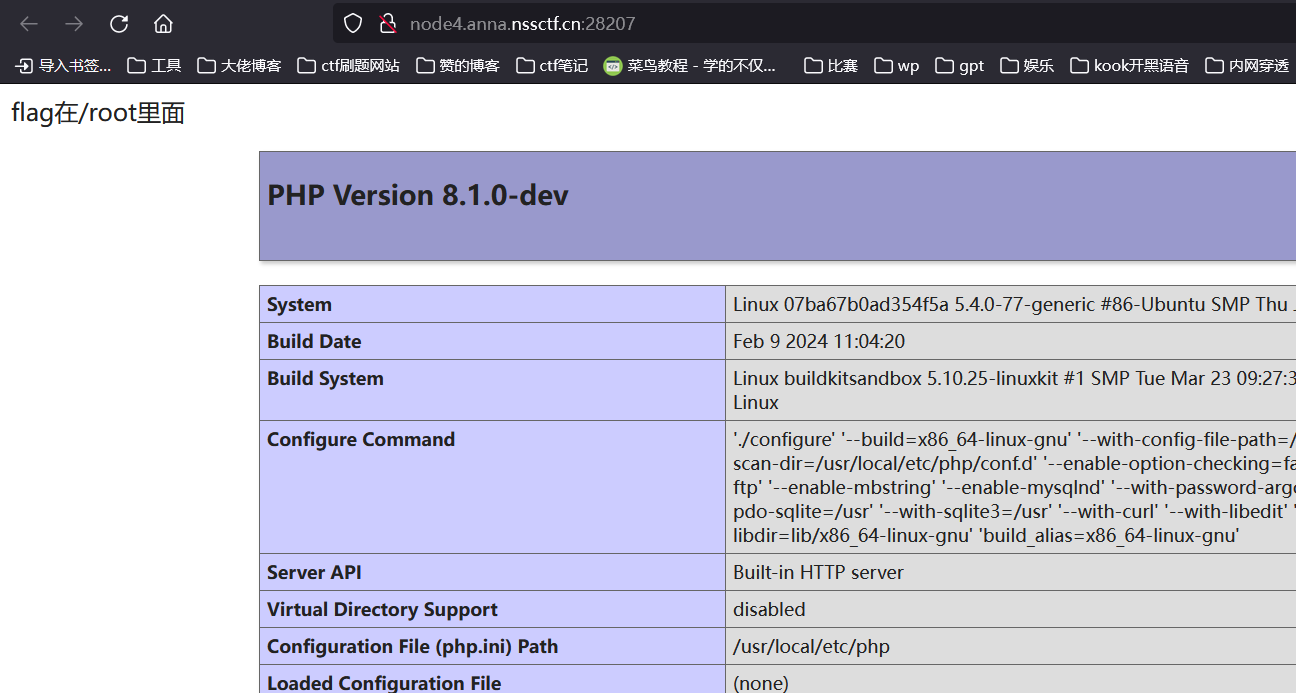 node4.anna.nssctf.cn:28207
导入书签... 工具 大佬博客 ctf刷题网站 赞的博客 ctf笔记 菜鸟教程 - 学的不仅... 比赛 wp gpt 娱乐 kook开黑语音 内网穿透
flag在/root里面
PHP Version 8.1.0-dev
System Linux 07ba67b0ad354f5a 5.4.0-77-generic #86-Ubuntu SMP Thu
Build Date Feb 9 2024 11:04:20
Build System Linux buildkitsandbox 5.10.25-linuxkit #1 SMP Tue Mar 23 09:27:3
Linux
Configure Command './configure' '--build=x86_64-linux-gnu' '--with-config-file-path=/
scan-dir=/usr/local/etc/php/conf.d' '--enable-option-checking=fa
ftp' '--enable-mbstring' '--enable-mysqlnd' '--with-password-argo
pdo-sqlite=/usr' '--with-sqlite3=/usr' '--with-curl' '--with-libedit' '
libdir=lib/x86_64-linux-gnu' 'build_alias=x86_64-linux-gnu'
Server API Built-in HTTP server
Virtual Directory Support disabled
Configuration File (php.ini) Path /usr/local/etc/php
Loaded Configuration File (none)